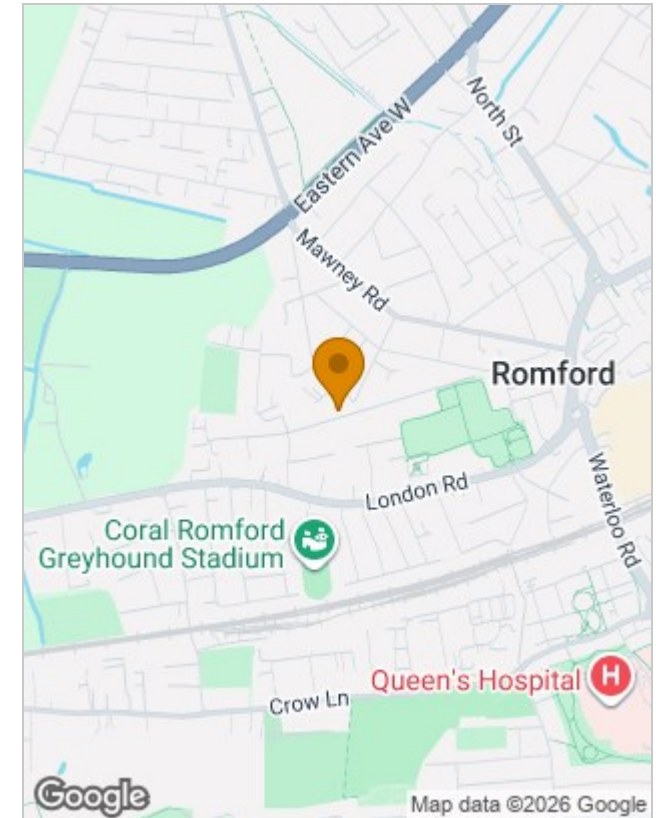 North St
Eastern Ave W
Mawney Rd
Romford
London Rd
Waterloo Rd
Coral Romford
Greyhound Stadium
Queen's Hospital
H
Crow Ln
Google
Map data ©2026 Google